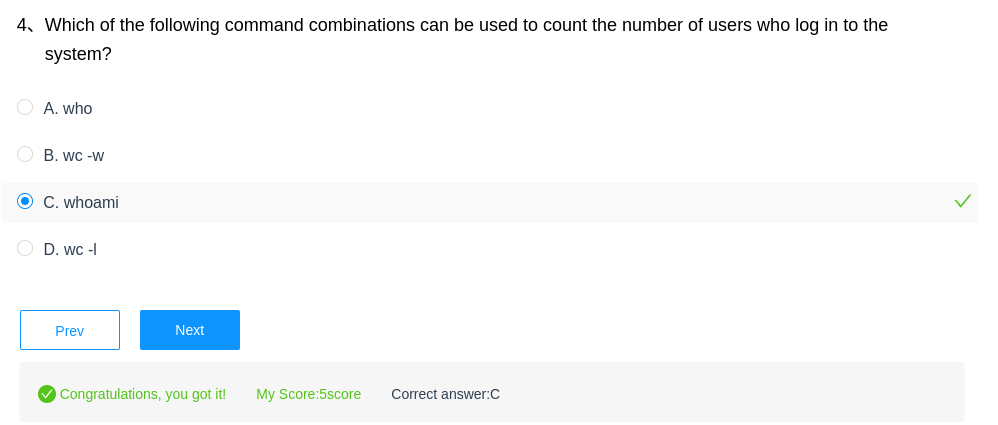 4、Which of the following command combinations can be used to count the number of users who log in to the
system?
A. who
B. wc -w
C. whoami
D. wc -l
Prev Next
Congratulations, you got it! My Score:5score Correct answer:C